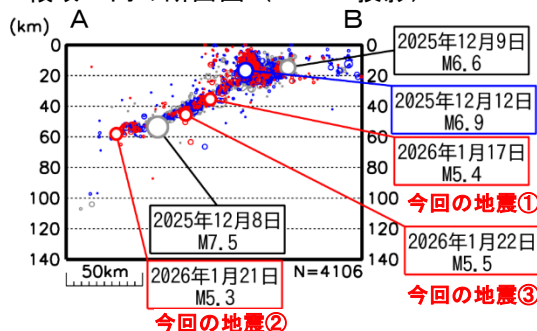 (km)
A
B
0
20
40
60
80
100
120
140
0
20
40
60
80
100
120
140
2025年12月9日
M6.6
2025年12月12日
M6.9
2026年1月17日
M5.4
今回の地震①
2025年12月8日
M7.5
2026年1月22日
M5.5
今回の地震③
50km
N=4106
2026年1月21日
M5.3
今回の地震②